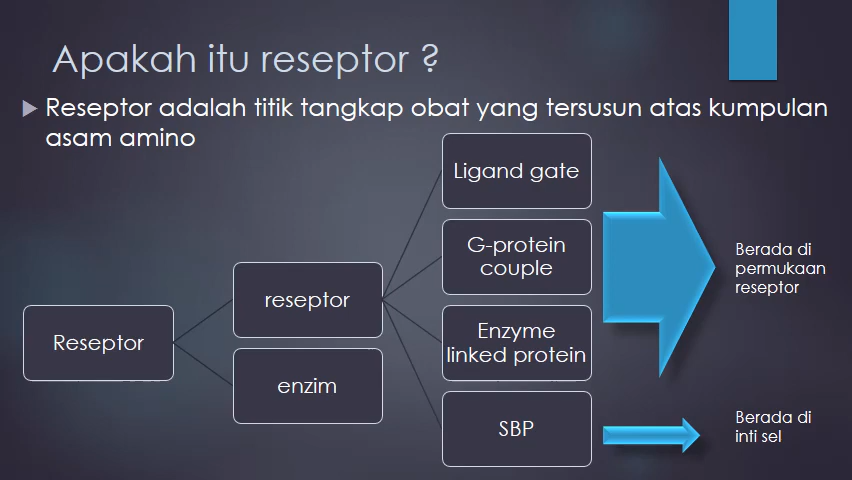 Apakah itu reseptor ?
Reseptor adalah titik tangkap obat yang tersusun atas kumpulan
asam amino
Reseptor
reseptor
enzim
Ligand gate
G-protein
couple
Enzyme
linked protein
SBP
Berada di
permukaan
reseptor
Berada di
inti sel